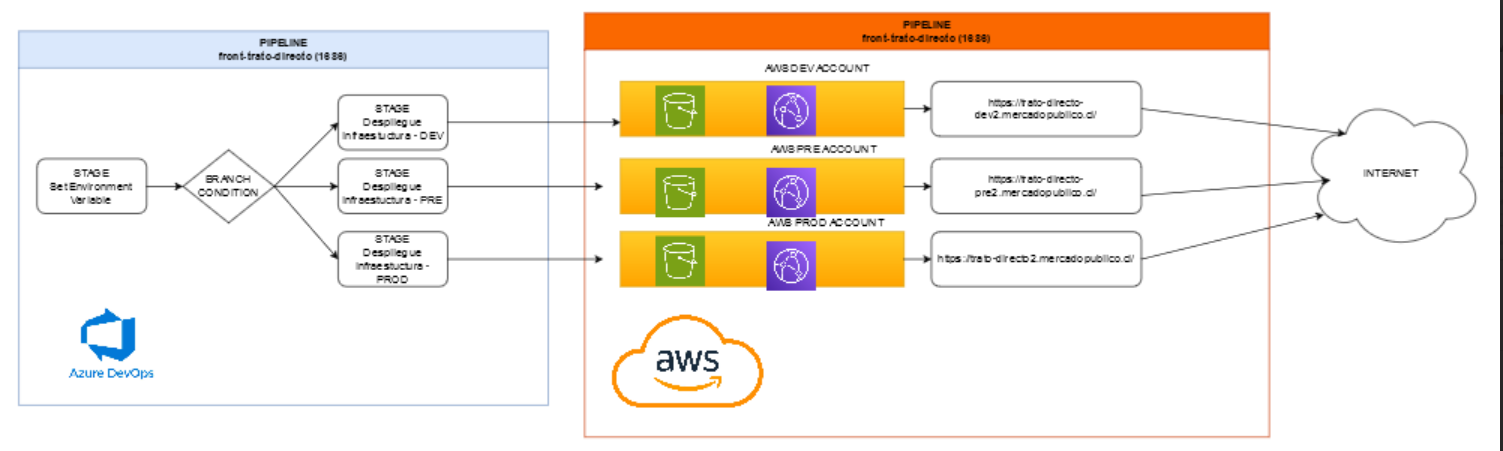 PIPELINE
front-trato-directo (1686)
STAGE
Set Environment
Variable
BRANCH
CONDITION
STAGE
Despliegue
Infraestuctura - DEV
STAGE
Despliegue
Infraestuctura - PRE
STAGE
Despliegue
Infraestuctura -
PROD
Azure DevOps
PIPELINE
front-trato-directo (1686)
AWS DEV ACCOUNT
https://trato-directo-
dev2.mercadopublico.cl/
AWS PRE ACCOUNT
https://trato-directo-
pre2.mercadopublico.cl/
AWS PROD ACCOUNT
https://trato-directo2.mercadopublico.cl/
aws
INTERNET